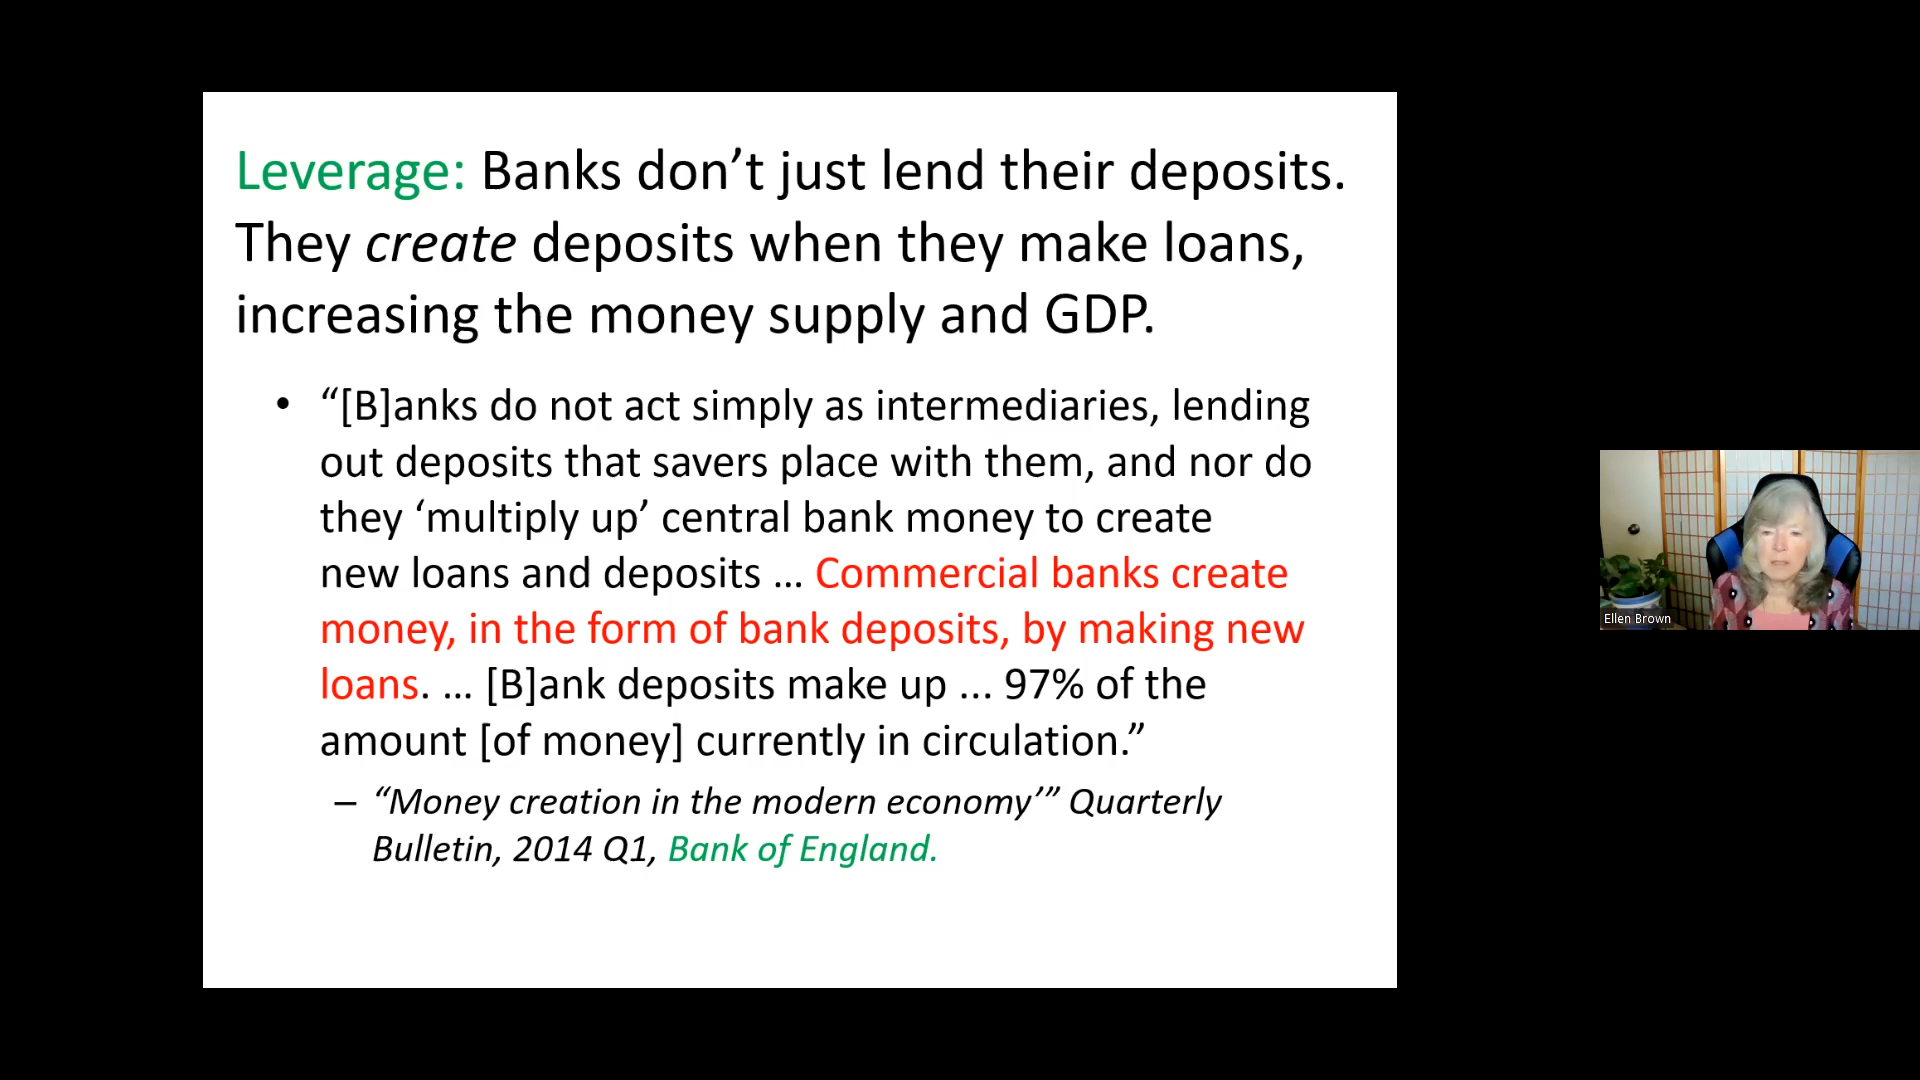 Leverage: Banks don’t just lend their deposits.
They create deposits when they make loans,
increasing the money supply and GDP.
• “[B]anks do not act simply as intermediaries, lending
out deposits that savers place with them, and nor do
they ‘multiply up’ central bank money to create
new loans and deposits … Commercial banks create
money, in the form of bank deposits, by making new
loans. … [B]ank deposits make up ... 97% of the
amount [of money] currently in circulation.”
– “Money creation in the modern economy’” Quarterly
Bulletin, 2014 Q1, Bank of England.
Ellen Brown